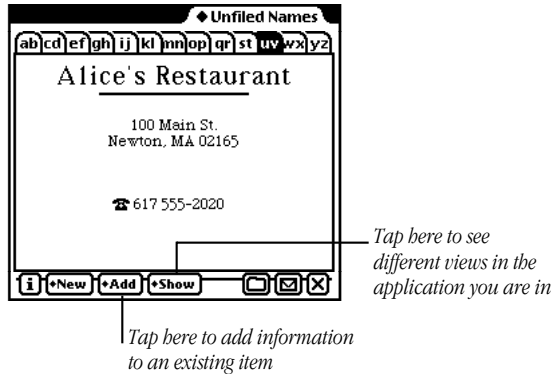 ◆ Unfiled Names
ab cd ef gh ij kl mn op qr st uv wx yz
Alice's Restaurant
100 Main St.
Newton, MA 02165
☎ 617 555-2020
i ◆New ◆Add ◆Show X
Tap here to see
different views in the
application you are in
Tap here to add information
to an existing item